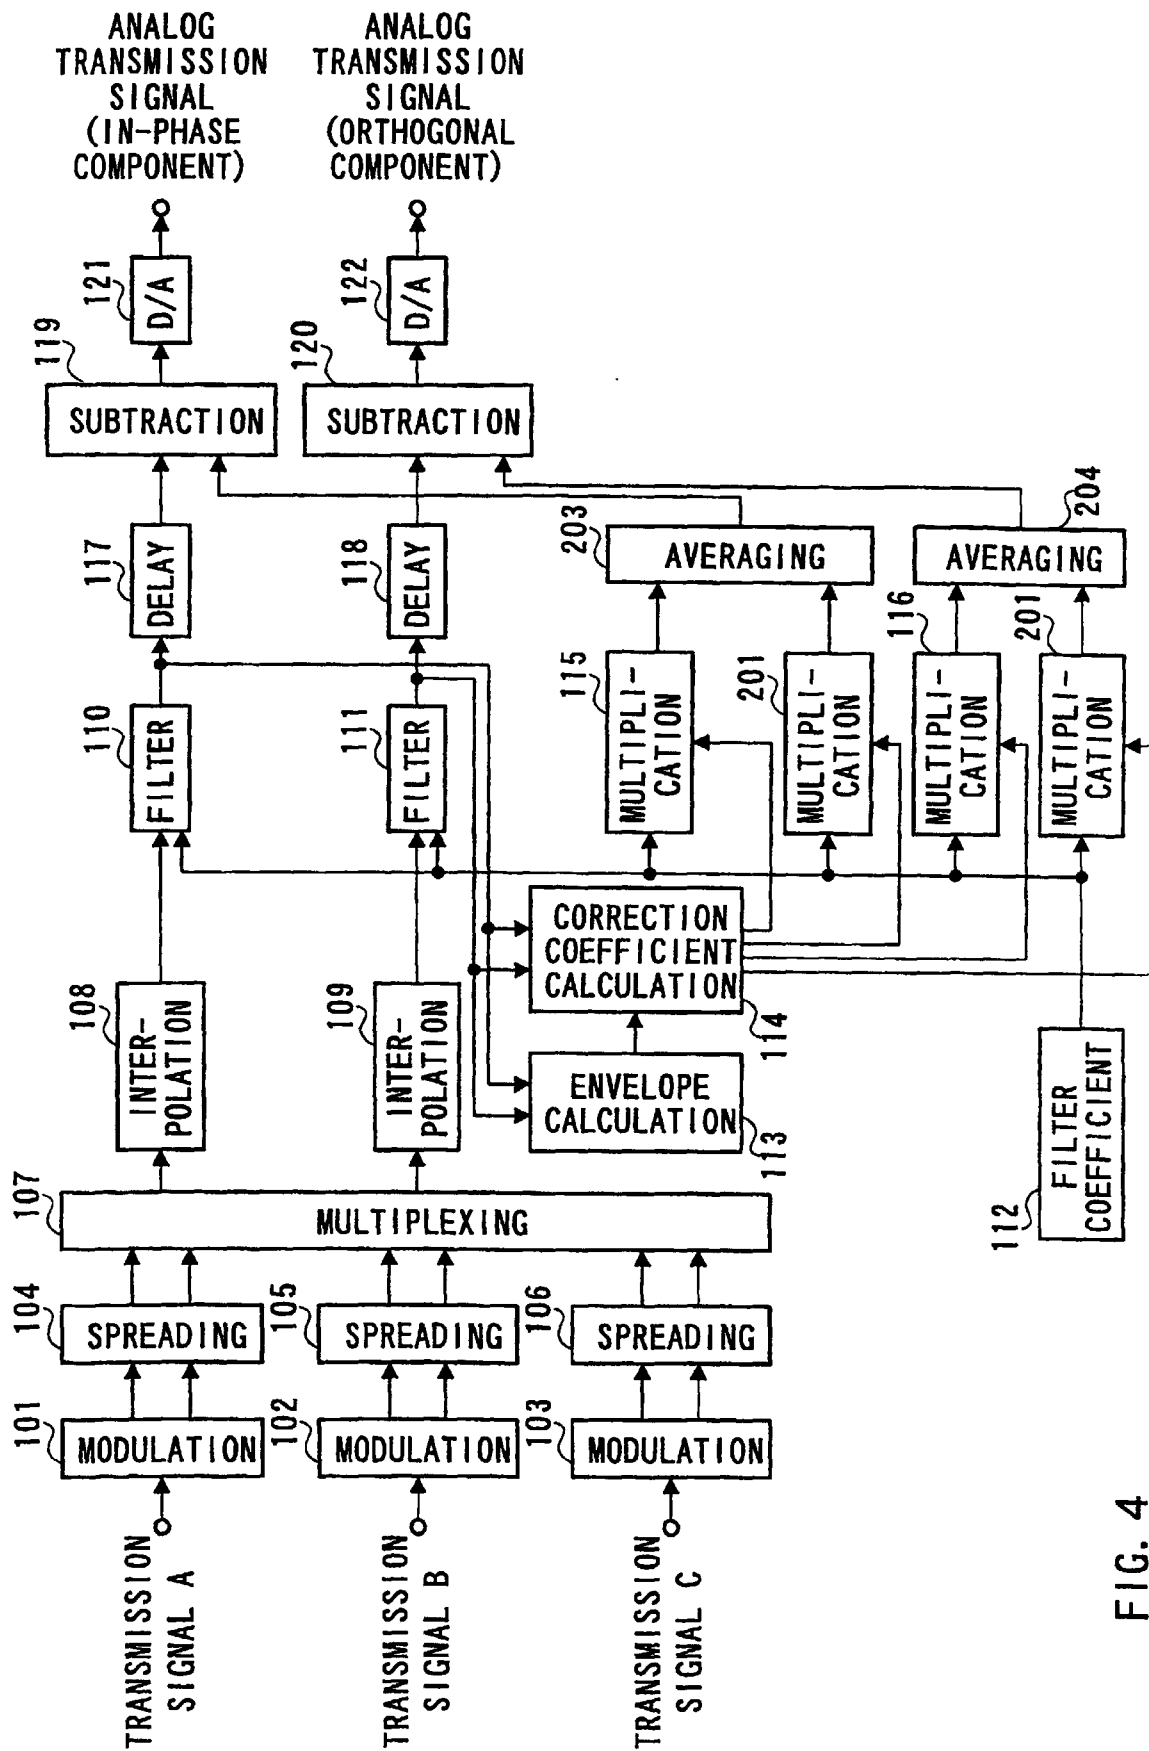 ANALOG
TRANSMISSION
SIGNAL
(IN-PHASE
COMPONENT)
ANALOG
TRANSMISSION
SIGNAL
(ORTHOGONAL
COMPONENT)
121
D/A
122
D/A
119
SUBTRACTION
120
SUBTRACTION
117
DELAY
118
DELAY
203
AVERAGING
204
AVERAGING
110
FILTER
111
FILTER
115
MULTIPLI-
CATION
201
MULTIPLI-
CATION
116
MULTIPLI-
CATION
201
MULTIPLI-
CATION
108
INTER-
POLATION
109
INTER-
POLATION
CORRECTION
COEFFICIENT
CALCULATION
114
ENVELOPE
CALCULATION
113
112
FILTER
COEFFICIENT
107
MULTIPLEXING
104
SPREADING
105
SPREADING
106
SPREADING
101
MODULATION
102
MODULATION
103
MODULATION
TRANSMISSION
SIGNAL A
TRANSMISSION
SIGNAL B
TRANSMISSION
SIGNAL C
FIG. 4